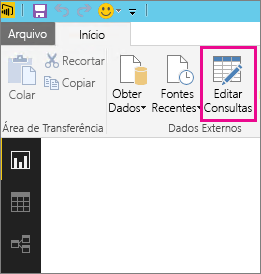 Arquivo Início
Colar
Recortar
Copiar
Obter
Dados
Fontes
Recentes
Editar
Consultas
Área de Transferência
Dados Externos